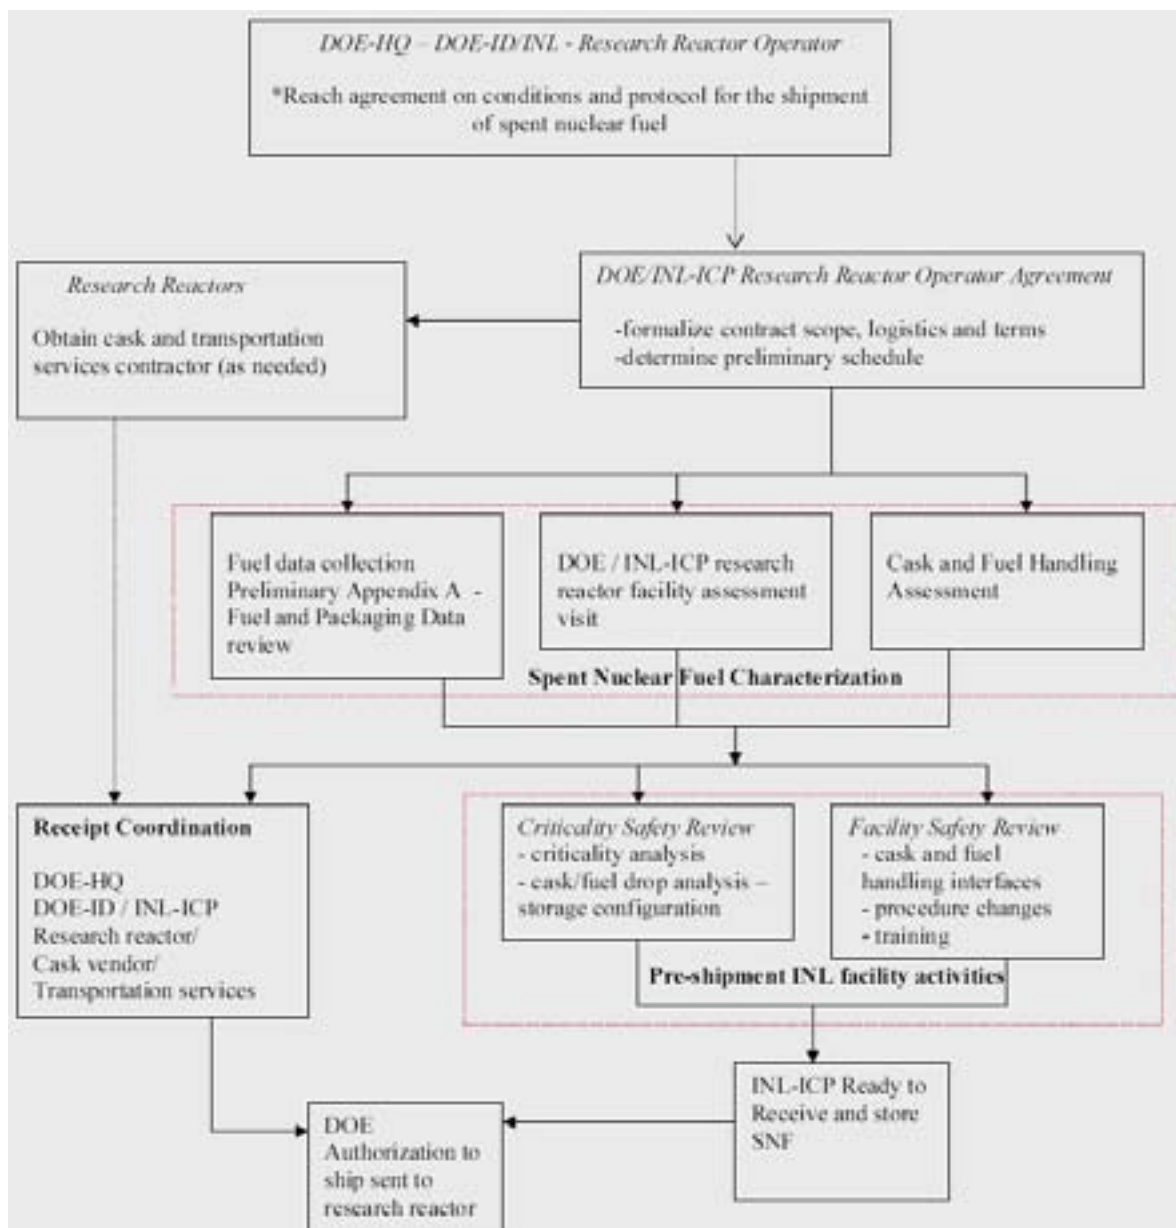 DOE-HQ – DOE-ID/INL - Research Reactor Operator
*Reach agreement on conditions and protocol for the shipment
of spent nuclear fuel
Research Reactors
Obtain cask and transportation
services contractor (as needed)
DOE/INL-ICP Research Reactor Operator Agreement
-formalize contract scope, logistics and terms
-determine preliminary schedule
Fuel data collection
Preliminary Appendix A -
Fuel and Packaging Data
review
DOE / INL-ICP research
reactor facility assessment
visit
Cask and Fuel Handling
Assessment
Spent Nuclear Fuel Characterization
Receipt Coordination
DOE-HQ
DOE-ID / INL-ICP
Research reactor/
Cask vendor/
Transportation services
Criticality Safety Review
- criticality analysis
- cask/fuel drop analysis –
storage configuration
Facility Safety Review
- cask and fuel
handling interfaces
- procedure changes
- training
Pre-shipment INL facility activities
INL-ICP Ready to
Receive and store
SNF
DOE
Authorization to
ship sent to
research reactor